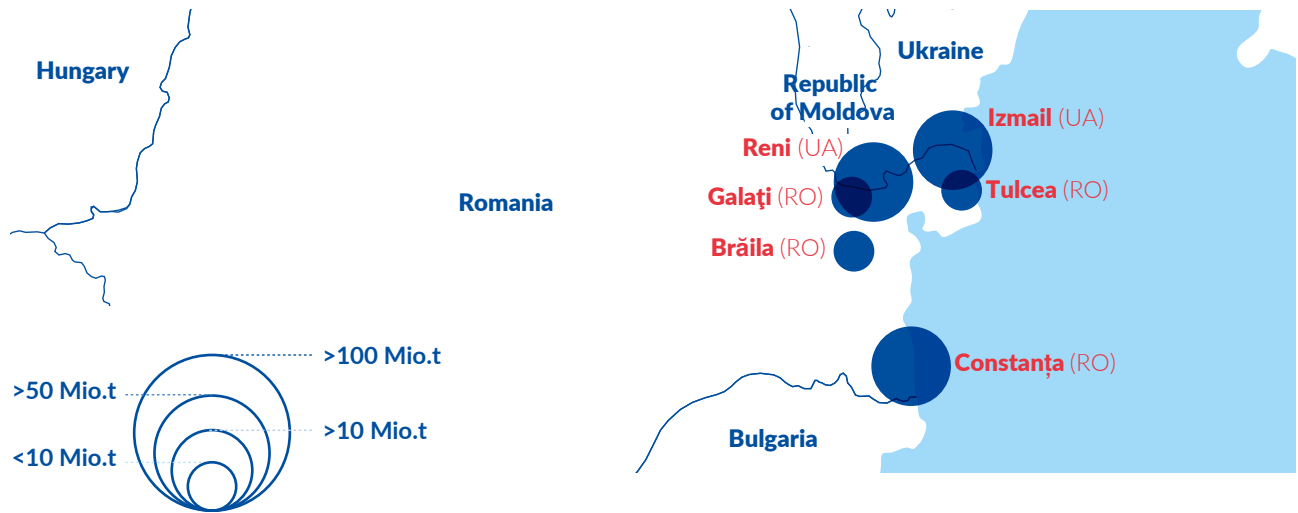 Hungary
Ukraine
Republic
of Moldova
Izmail (UA)
Reni (UA)
Galaţi (RO)
Tulcea (RO)
Romania
Brăila (RO)
>100 Mio.t
>50 Mio.t
>10 Mio.t
<10 Mio.t
Constanța (RO)
Bulgaria